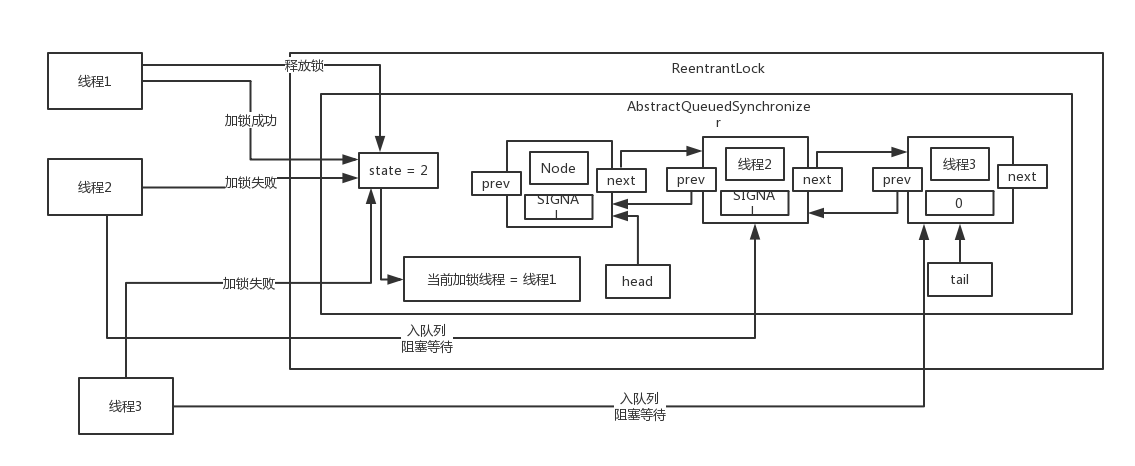 线程1
释放锁
ReentrantLock
AbstractQueuedSynchronize
r
加锁成功
state = 2
线程2
加锁失败
prev
Node
next
SIGNA
L
prev
线程2
next
SIGNA
L
prev
线程3
next
0
加锁失败
当前加锁线程 = 线程1
head
tail
入队列
阻塞等待
线程3
入队列
阻塞等待